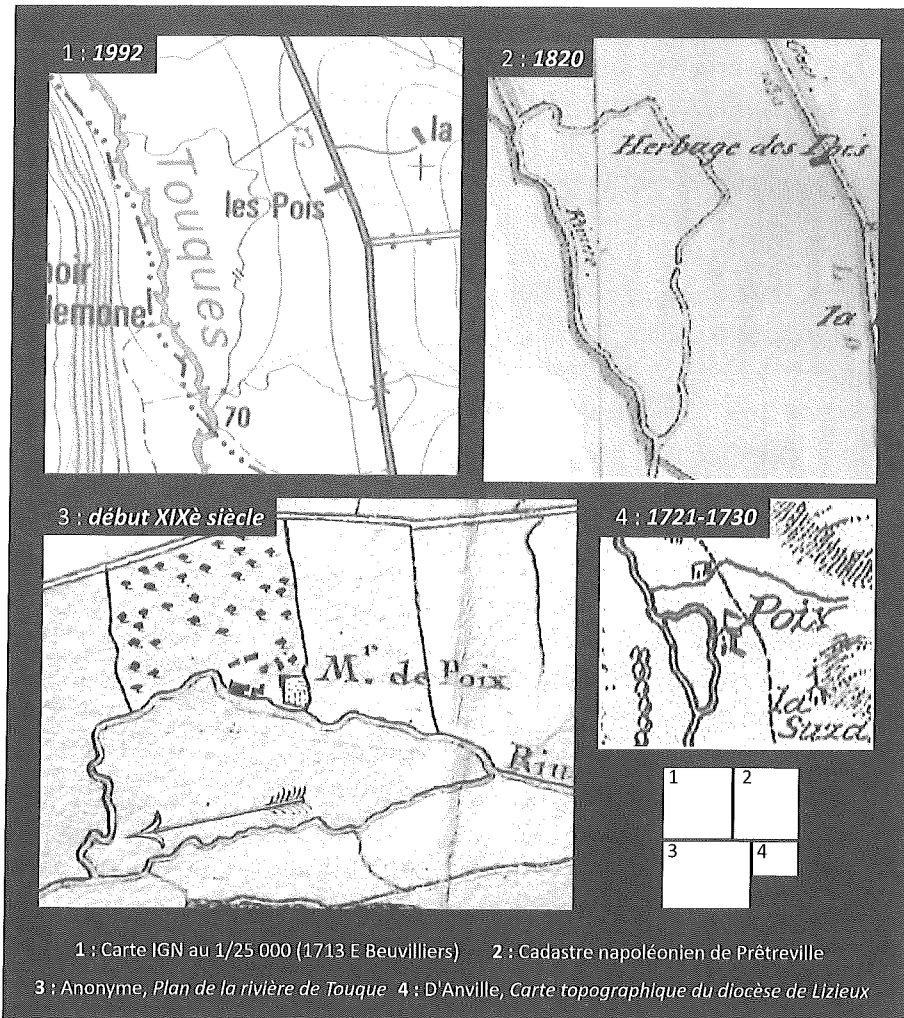 1 : 1992
Touques
les Pois
la
noir
lemane
70
2 : 1820
Herbage des Pois
la
3 : début XIXè siècle
Mⁱⁿ. de Poix
4 : 1721-1730
Poix
la
Suzd
1
2
3
4
1 : Carte IGN au 1/25 000 (1713 E Beuvilliers)
2 : Cadastre napoléonien de Prêtreville
3 : Anonyme, Plan de la rivière de Touque
4 : D'Anville, Carte topographique du diocèse de Lizieux